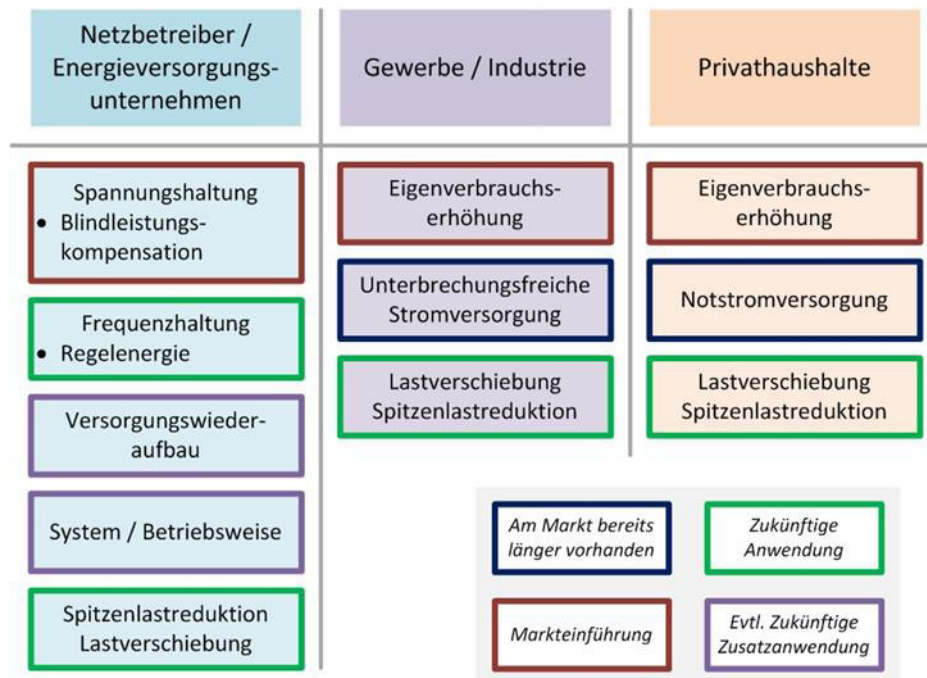 Netzbetreiber /
Energieversorgungs-
unternehmen
Gewerbe / Industrie
Privathaushalte
Spannungshaltung
• Blindleistungs-
kompensation
Frequenzhaltung
• Regelenergie
Versorgungswieder-
aufbau
System / Betriebsweise
Spitzenlastreduktion
Lastverschiebung
Eigenverbrauchs-
erhöhung
Unterbrechungsfreiche
Stromversorgung
Lastverschiebung
Spitzenlastreduktion
Eigenverbrauchs-
erhöhung
Notstromversorgung
Lastverschiebung
Spitzenlastreduktion
Am Markt bereits
länger vorhanden
Zukünftige
Anwendung
Markteinführung
Evtl. Zukünftige
Zusatzanwendung